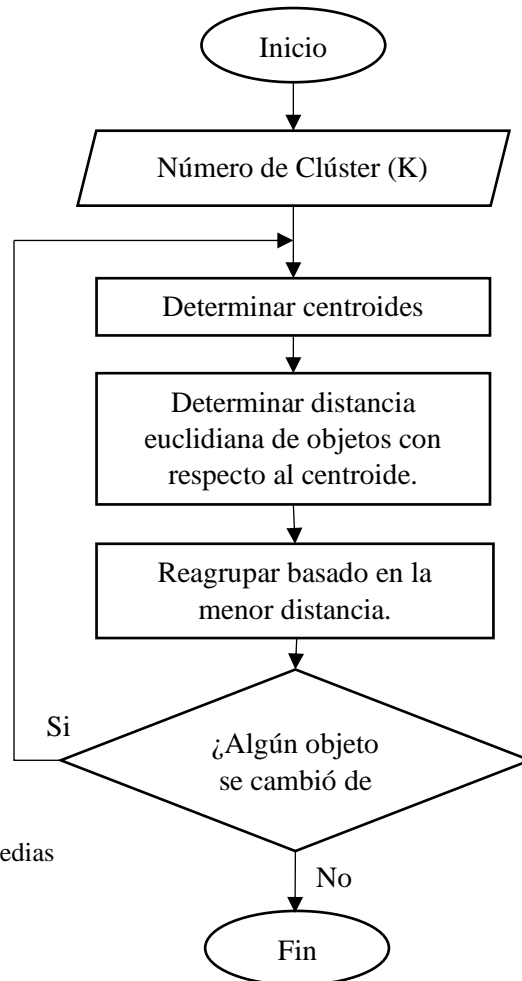 Inicio
Número de Clúster (K)
Determinar centroides
Determinar distancia
euclidiana de objetos con
respecto al centroide.
Reagrupar basado en la
menor distancia.
Si
¿Algún objeto
se cambió de
edias
No
Fin